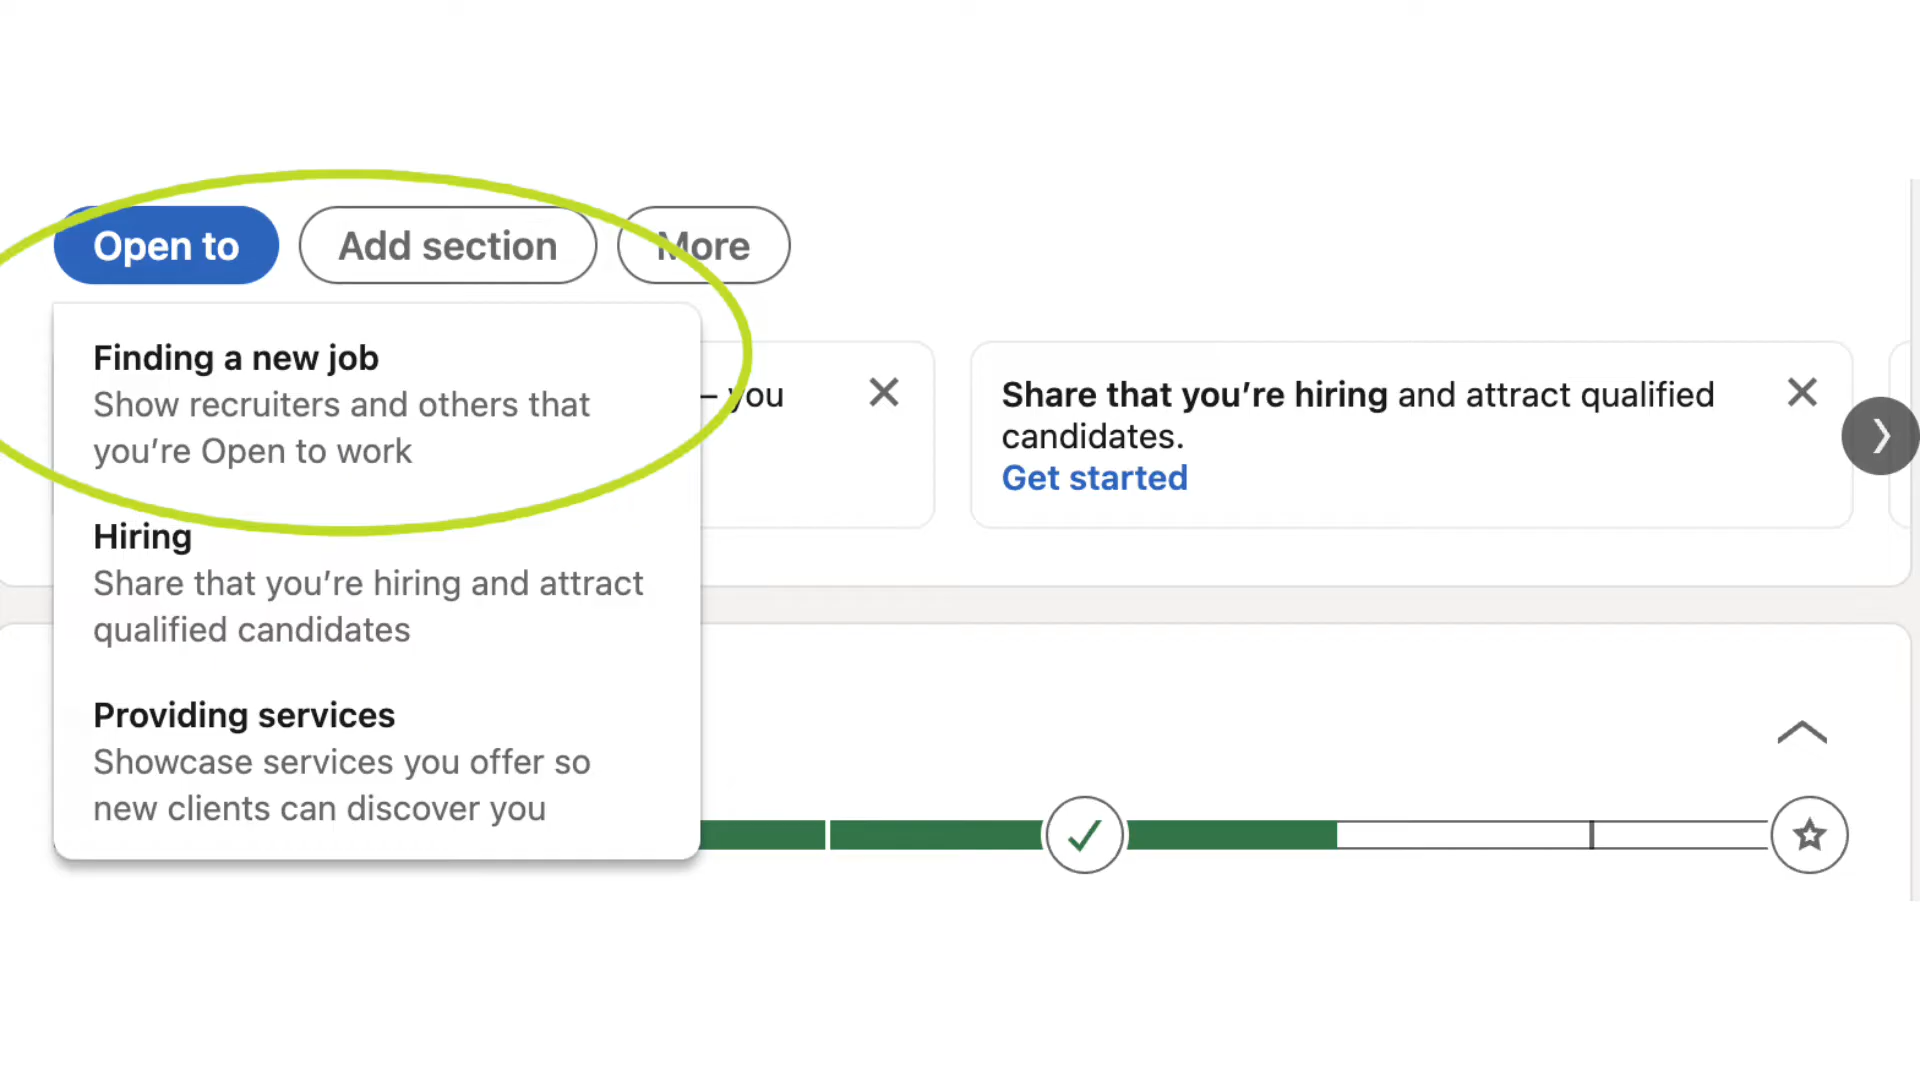 Open to
Add section
More
Finding a new job
Show recruiters and others that
you’re Open to work
Hiring
Share that you’re hiring and attract
qualified candidates
Providing services
Showcase services you offer so
new clients can discover you
– you
Share that you’re hiring and attract qualified
candidates.
Get started